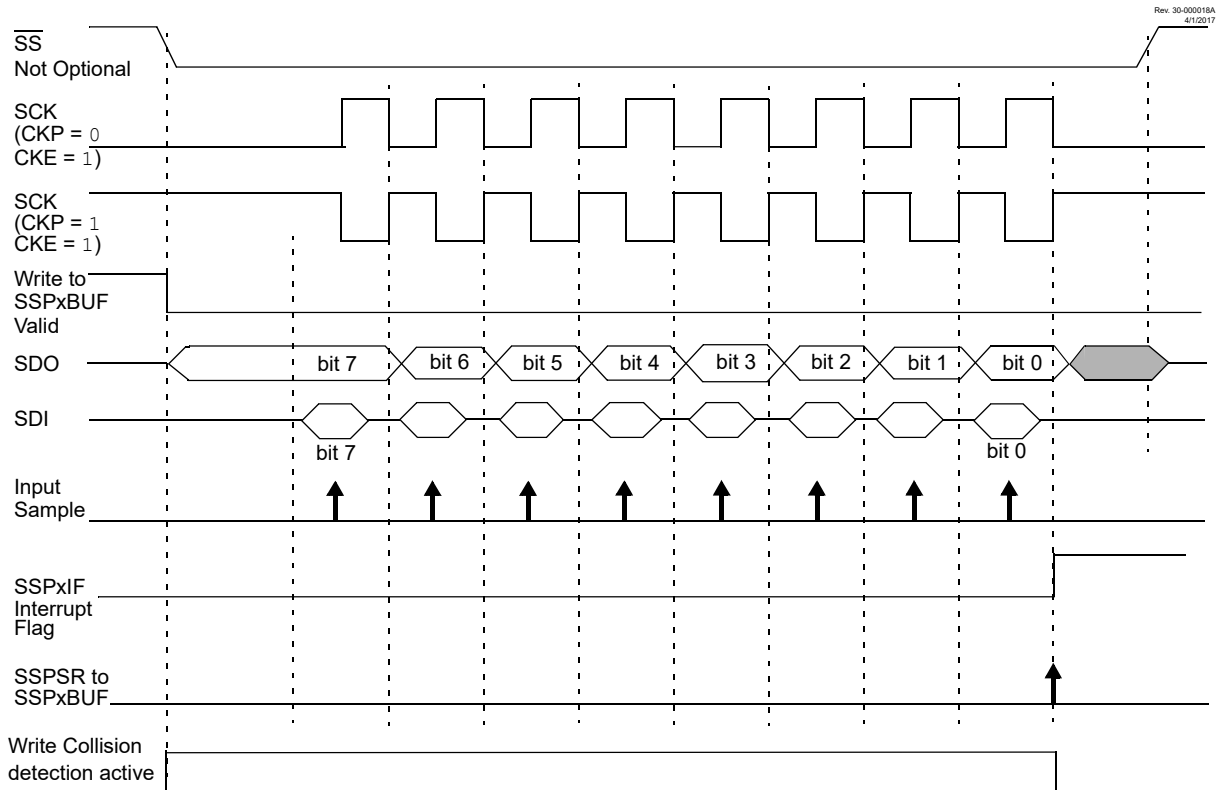 Rev. 30-000018A
4/1/2017
SS
Not Optional
SCK
(CKP = 0
CKE = 1)
SCK
(CKP = 1
CKE = 1)
Write to
SSPxBUF
Valid
SDO
bit 7 bit 6 bit 5 bit 4 bit 3 bit 2 bit 1 bit 0
SDI
bit 7 bit 0
Input
Sample
SSPxIF
Interrupt
Flag
SSPSR to
SSPxBUF
Write Collision
detection active